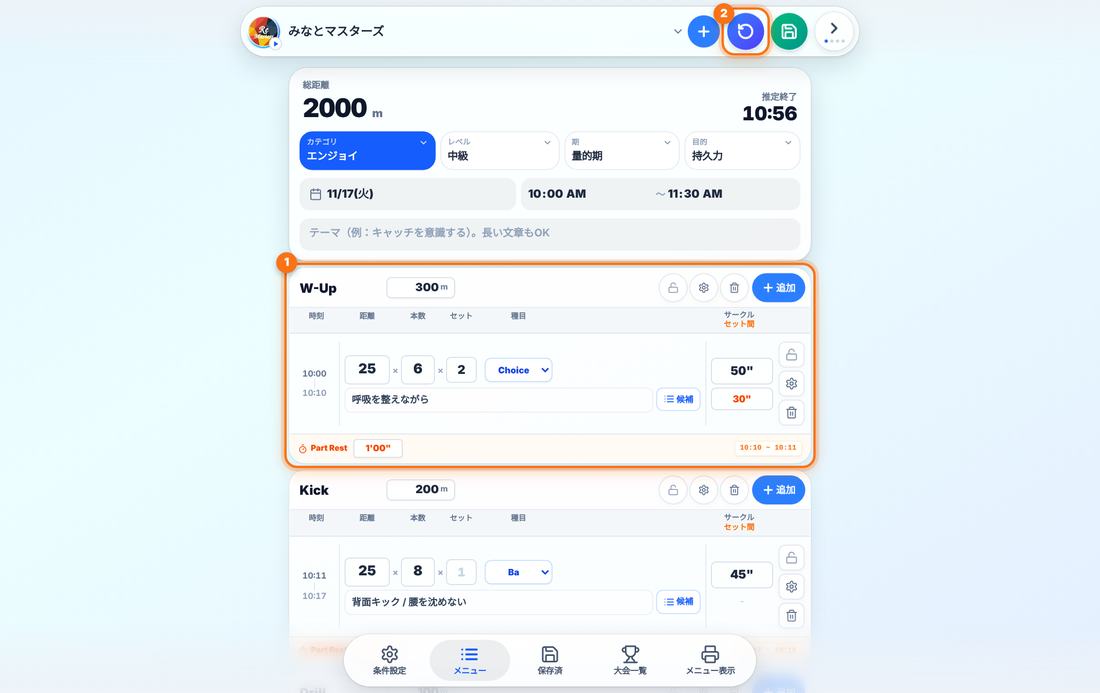 みなとマスターズ
2
総距離
2000 m
推定終了
10:56
カテゴリ
エンジョイ
レベル
中級
期
量的期
目的
持久力
11/17(火)
10:00 AM
～11:30 AM
テーマ（例：キャッチを意識する）。長い文章もOK
1
W-Up
300 m
+ 追加
時刻 距離 本数 セット 種目 サークル
セット間
10:00
10:10
25 × 6 × 2 Choice
50"
呼吸を整えながら
候補
30"
Part Rest 1'00"
10:10 ~ 10:11
Kick
200 m
+ 追加
時刻 距離 本数 セット 種目 サークル
セット間
10:11
10:17
25 × 8 × 1 Ba
45"
背面キック / 腰を沈めない
候補
-
条件設定
メニュー
保存済
大会一覧
メニュー表示